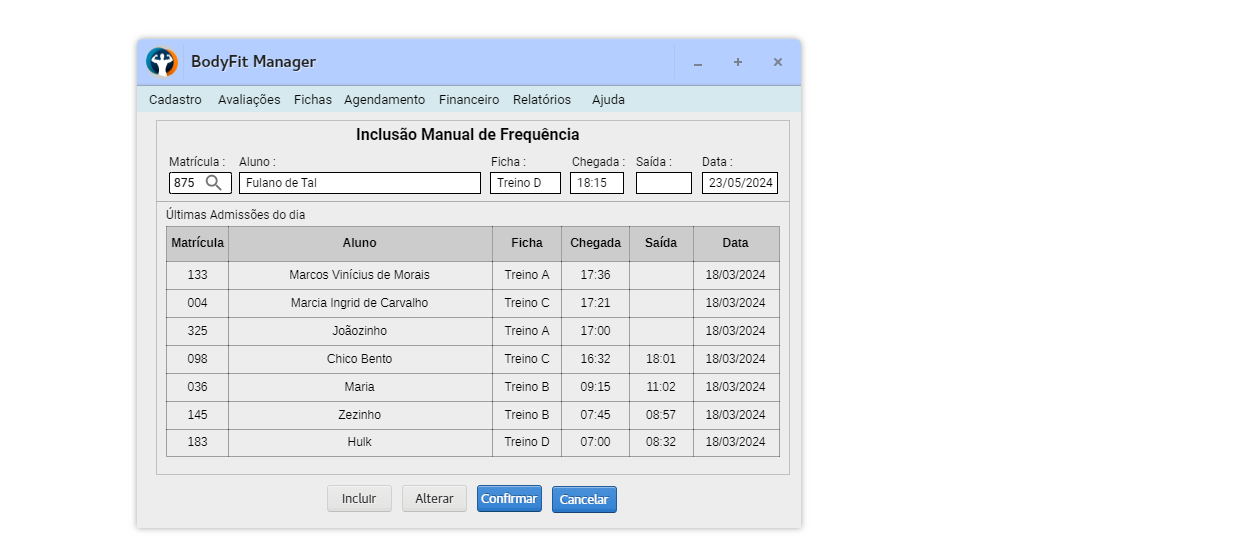 BodyFit Manager
Cadastro Avaliações Fichas Agendamento Financeiro Relatórios Ajuda
Inclusão Manual de Frequência
Matrícula : Aluno : Ficha : Chegada : Saída : Data :
875 Fulano de Tal Treino D 18:15 23/05/2024
Últimas Admissões do dia
Matrícula Aluno Ficha Chegada Saída Data
133 Marcos Vinícius de Morais Treino A 17:36 18/03/2024
004 Marcia Ingrid de Carvalho Treino C 17:21 18/03/2024
325 Joãozinho Treino A 17:00 18/03/2024
098 Chico Bento Treino C 16:32 18:01 18/03/2024
036 Maria Treino B 09:15 11:02 18/03/2024
145 Zezinho Treino B 07:45 08:57 18/03/2024
183 Hulk Treino D 07:00 08:32 18/03/2024
Incluir Alterar Confirmar Cancelar